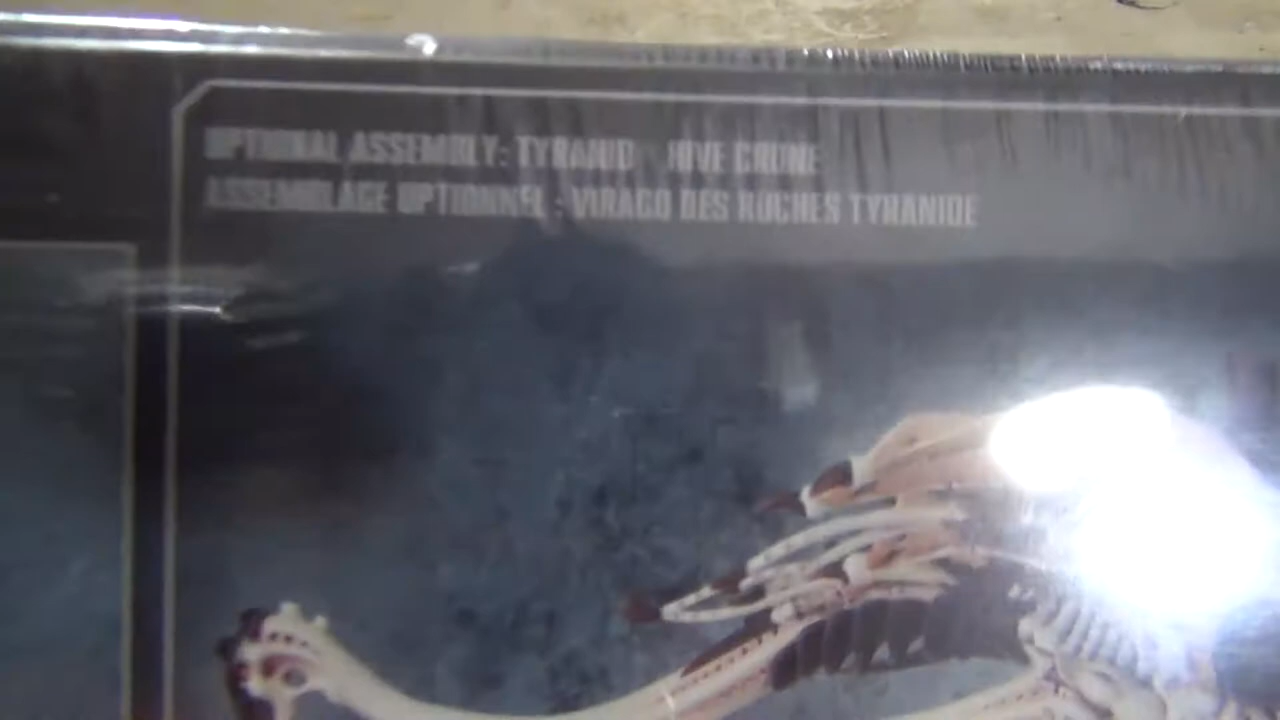 OPTIONAL ASSEMBLY: TYRANID HIVE CRONE
ASSEMBLAGE OPTIONNEL : VIRAGO DES RUCHES TYRANIDE